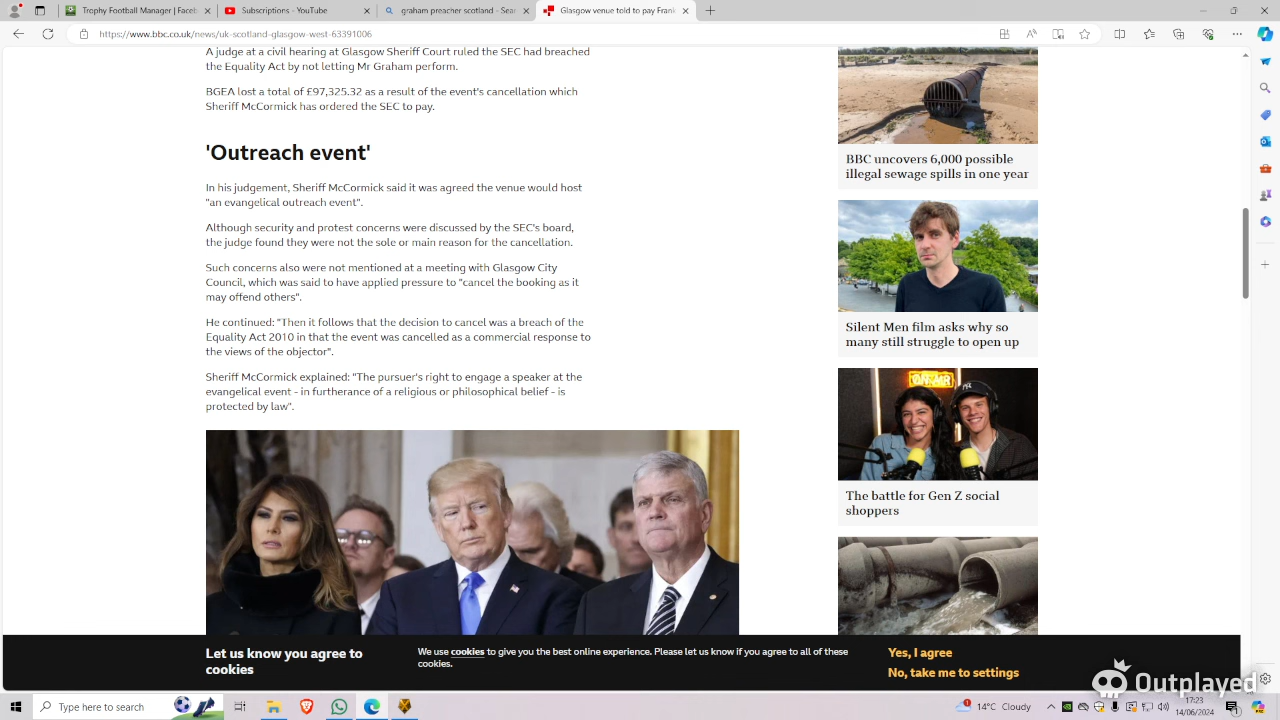 Trophy Football Manager | Faceb
Subscriptions - YouTube
graham scotched - Sear
Glasgow venue told to pay Frank
https://www.bbc.co.uk/news/uk-scotland-glasgow-west-63391006
A judge at a civil hearing at Glasgow Sheriff Court ruled the SEC had breached
the Equality Act by not letting Mr Graham perform.
BGEA lost a total of £97,325.32 as a result of the event's cancellation which
Sheriff McCormick has ordered the SEC to pay.
'Outreach event'
In his judgement, Sheriff McCormick said it was agreed the venue would host
"an evangelical outreach event".
Although security and protest concerns were discussed by the SEC's board,
the judge found they were not the sole or main reason for the cancellation.
Such concerns also were not mentioned at a meeting with Glasgow City
Council, which was said to have applied pressure to "cancel the booking as it
may offend others".
He continued: "Then it follows that the decision to cancel was a breach of the
Equality Act 2010 in that the event was cancelled as a commercial response to
the views of the objector".
Sheriff McCormick explained: "The pursuer's right to engage a speaker at the
evangelical event - in furtherance of a religious or philosophical belief - is
protected by law".
BBC uncovers 6,000 possible
illegal sewage spills in one year
Silent Men film asks why so
many still struggle to open up
ON AIR
The battle for Gen Z social
shoppers
Let us know you agree to
cookies
We use cookies to give you the best online experience. Please let us know if you agree to all of these
cookies.
Yes, I agree
No, take me to settings
Outplayed
Type here to search
1
14°C Cloudy
17:23
14/06/2024